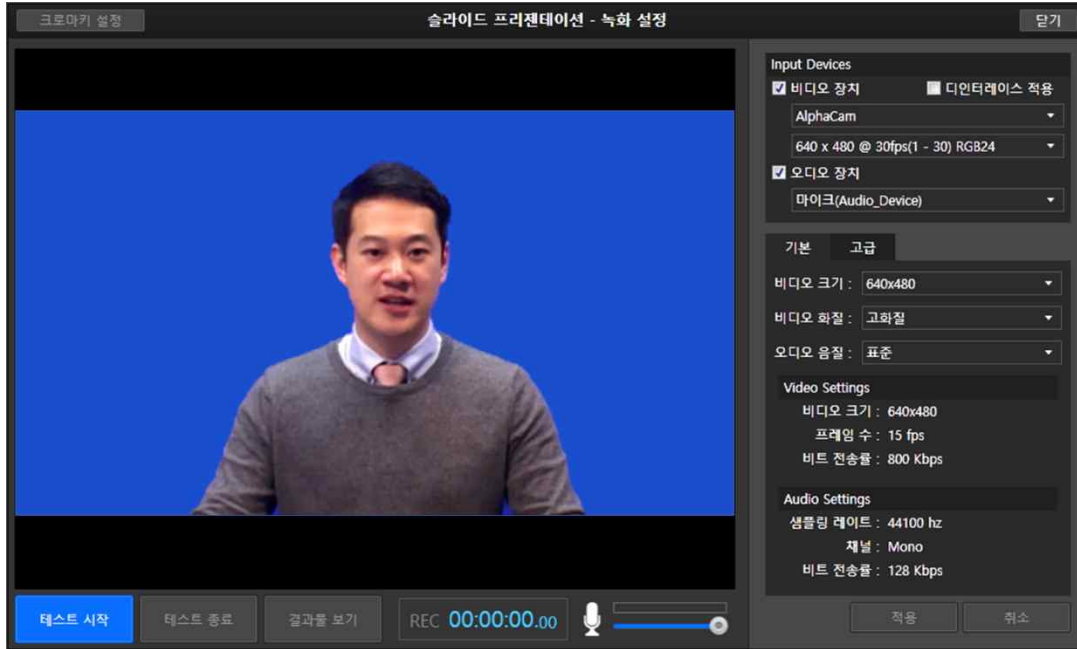 크로마키 설정
슬라이드 프리젠테이션 - 녹화 설정
닫기
Input Devices
비디오 장치
디인터레이스 적용
AlphaCam
640 x 480 @ 30fps(1 - 30) RGB24
오디오 장치
마이크(Audio_Device)
기본 고급
비디오 크기 : 640x480
비디오 화질 : 고화질
오디오 음질 : 표준
Video Settings
비디오 크기 : 640x480
프레임 수 : 15 fps
비트 전송률 : 800 Kbps
Audio Settings
샘플링 레이트 : 44100 hz
채널 : Mono
비트 전송률 : 128 Kbps
테스트 시작
테스트 종료
결과물 보기
REC 00:00:00.00
적용
취소